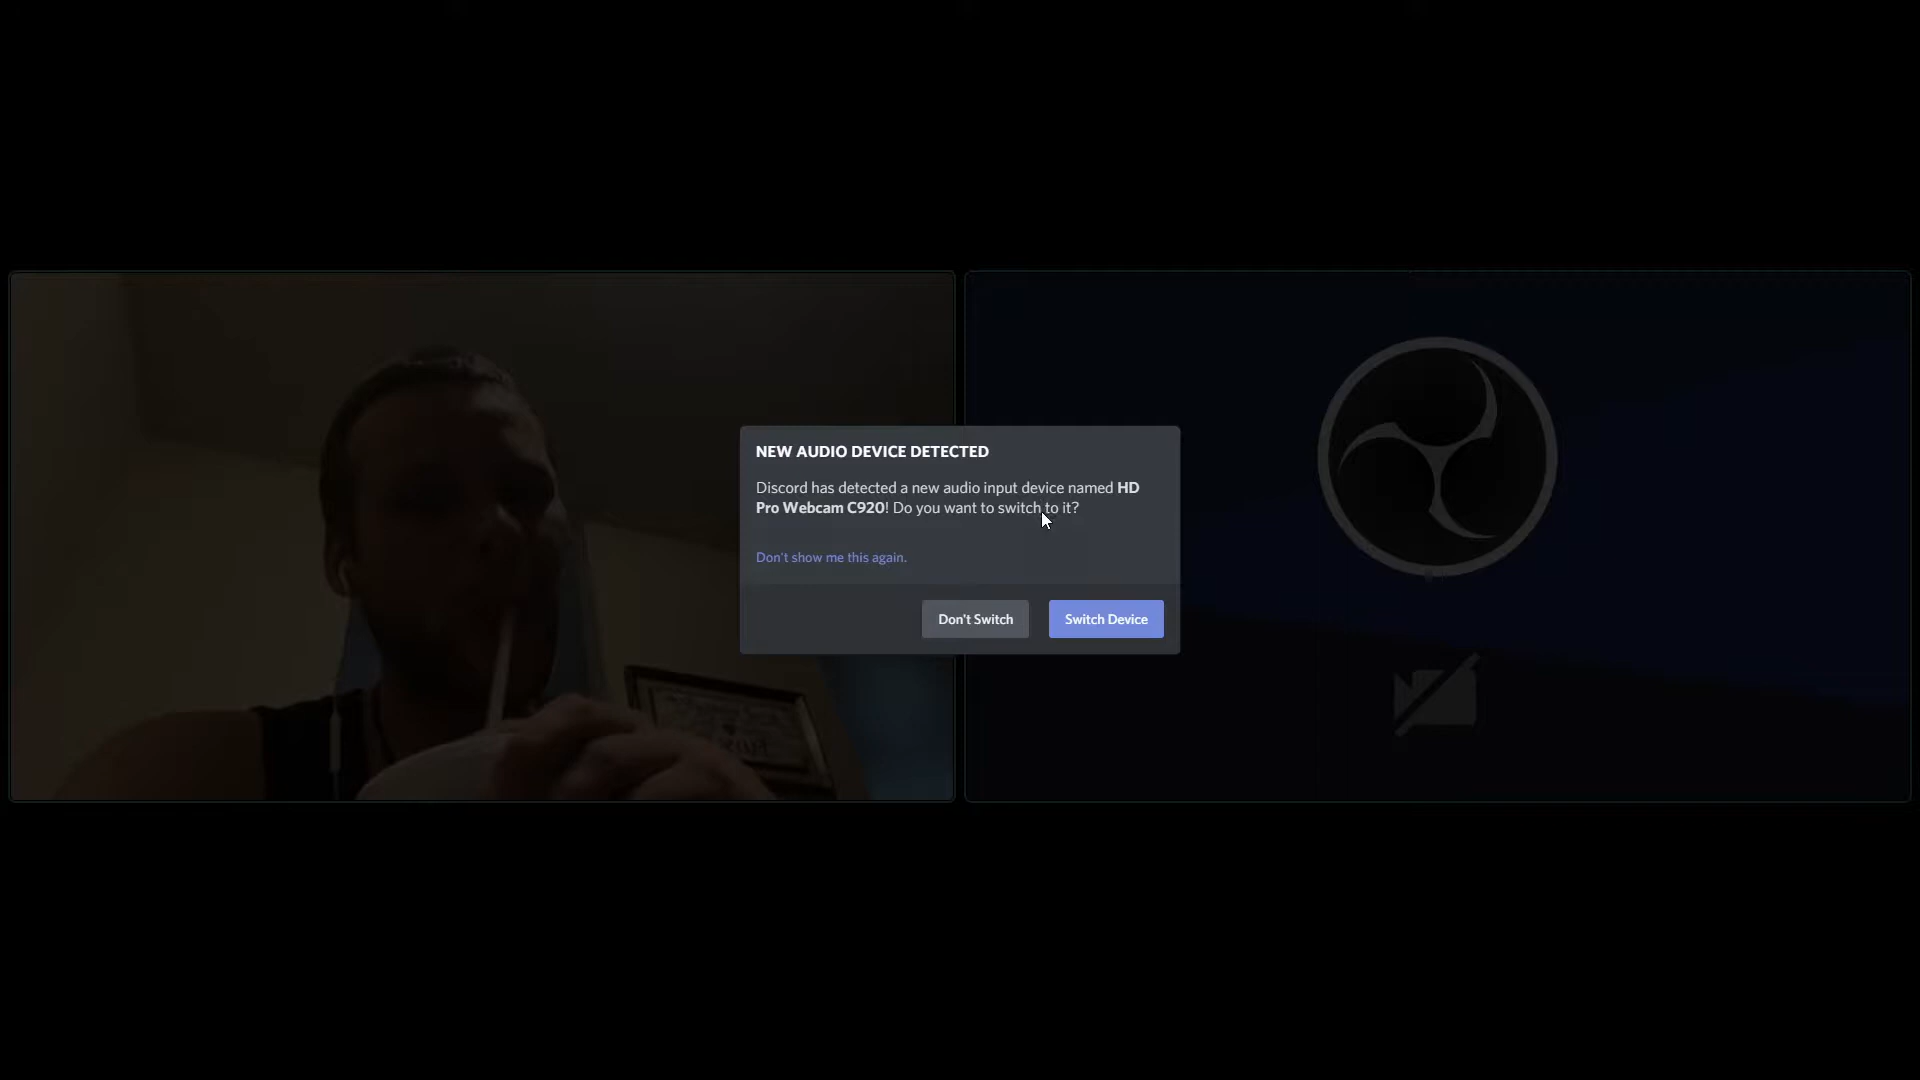 NEW AUDIO DEVICE DETECTED
Discord has detected a new audio input device named HD
Pro Webcam C920! Do you want to switch to it?
Don't show me this again.
Don't Switch
Switch Device